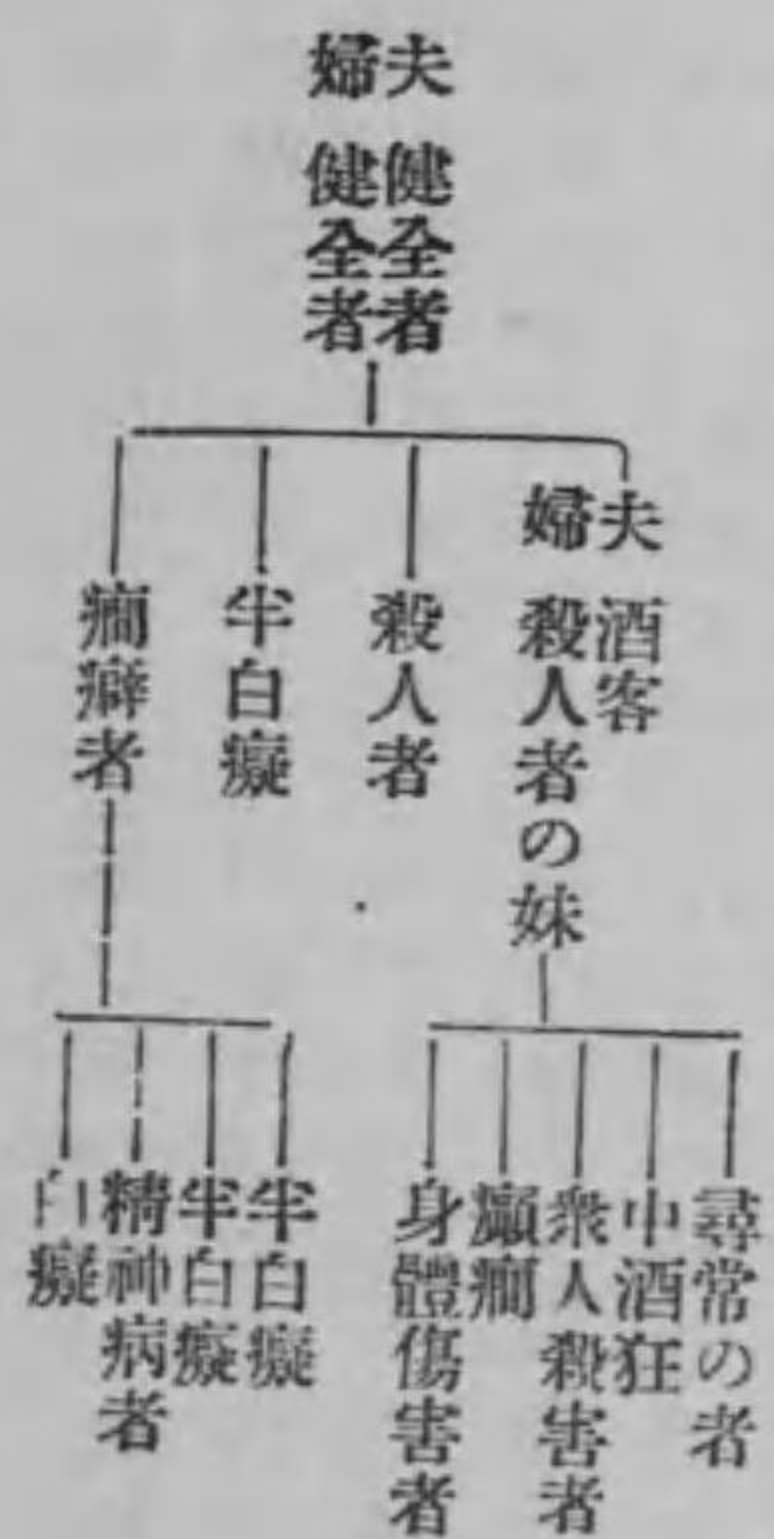 夫 健全者
婦 健全者
夫 酒客
婦 殺人者の妹
殺人者
半白癡
癇癖者
尋常の者
中酒狂
衆人殺害者
癲癇
身體傷害者
半白癡
半白癡
精神病者
白癡